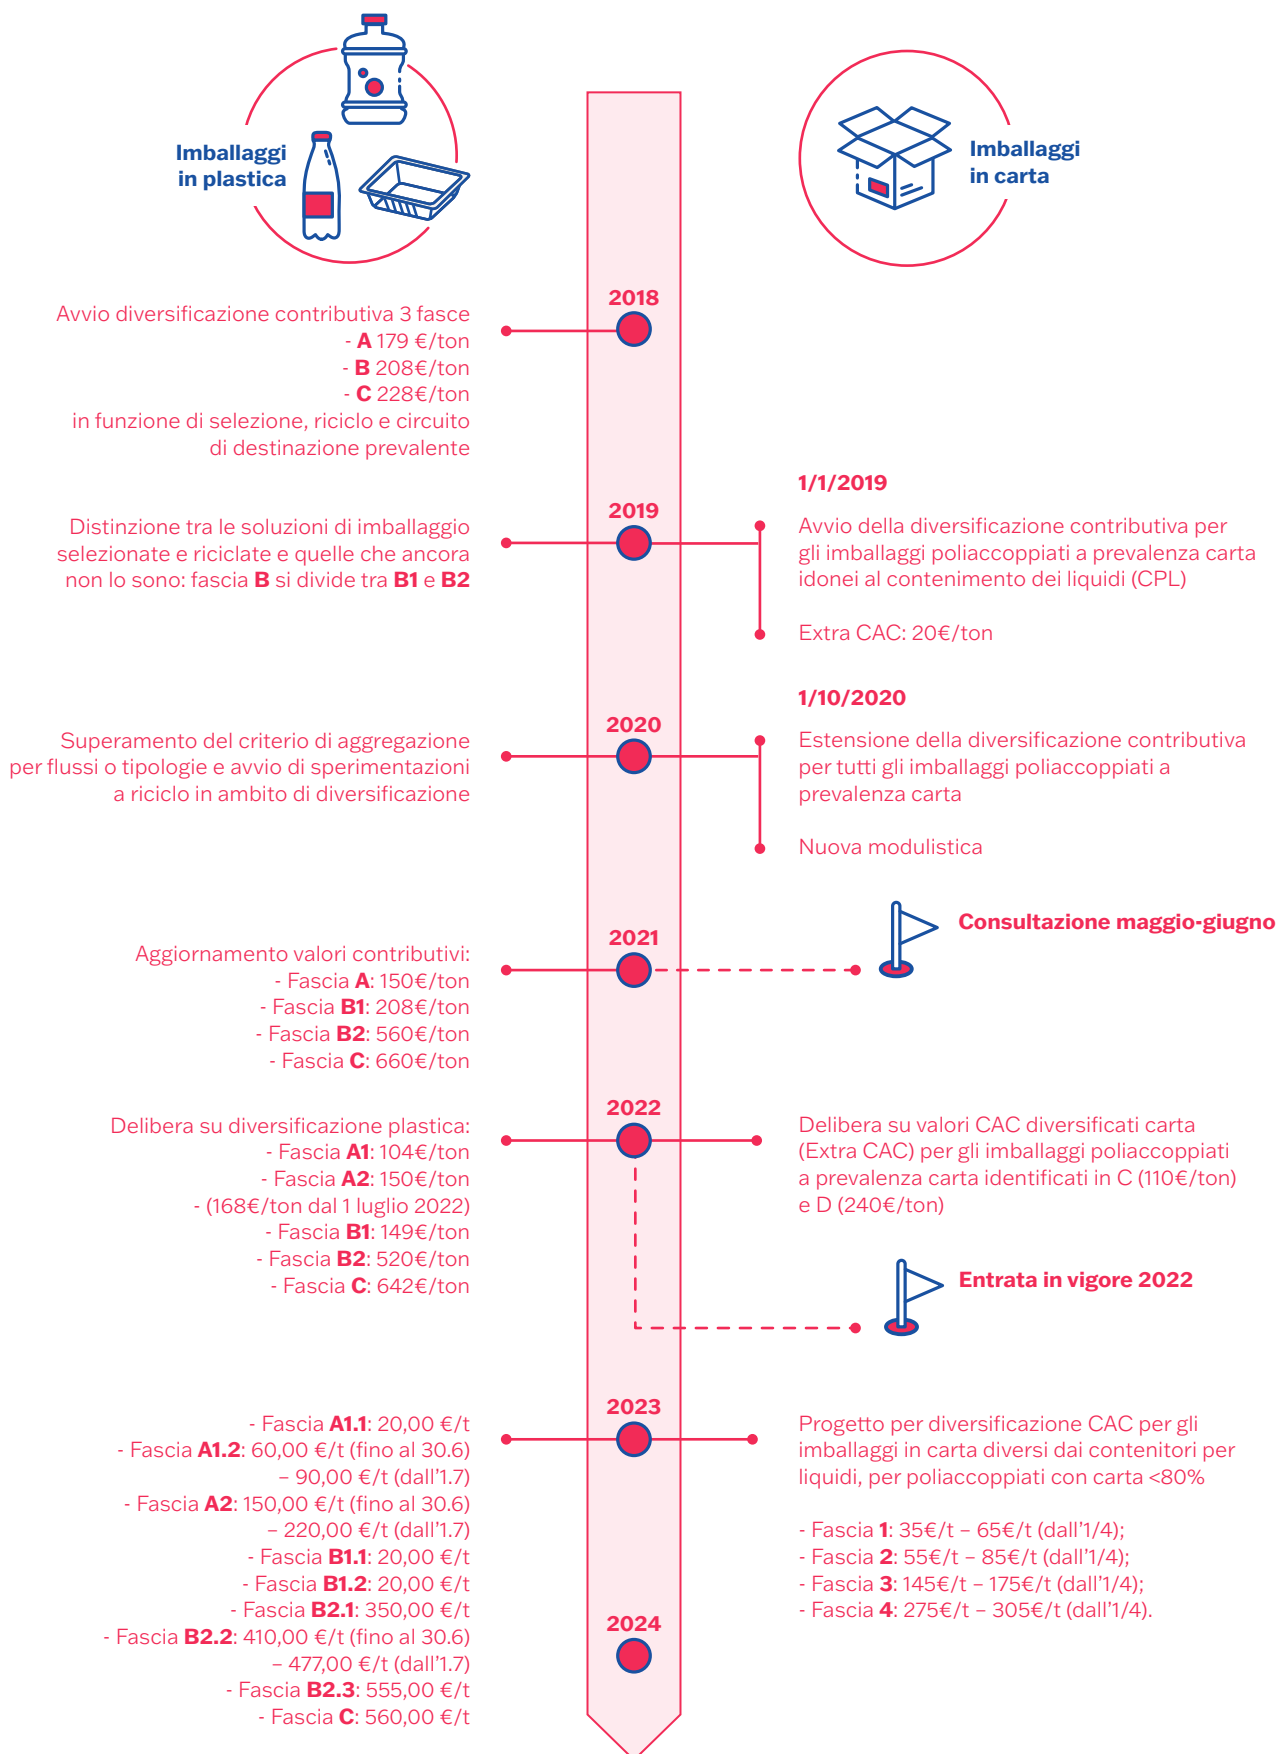 Imballaggi
in plastica
Imballaggi
in carta
2018
Avvio diversificazione contributiva 3 fasce
- A 179 €/ton
- B 208€/ton
- C 228€/ton
in funzione di selezione, riciclo e circuito
di destinazione prevalente
2019
Distinzione tra le soluzioni di imballaggio
selezionate e riciclate e quelle che ancora
non lo sono: fascia B si divide tra B1 e B2
1/1/2019
Avvio della diversificazione contributiva per
gli imballaggi poliaccoppiati a prevalenza carta
idonei al contenimento dei liquidi (CPL)
Extra CAC: 20€/ton
2020
Superamento del criterio di aggregazione
per flussi o tipologie e avvio di sperimentazioni
a riciclo in ambito di diversificazione
1/10/2020
Estensione della diversificazione contributiva
per tutti gli imballaggi poliaccoppiati a
prevalenza carta
Nuova modulistica
2021
Aggiornamento valori contributivi:
- Fascia A: 150€/ton
- Fascia B1: 208€/ton
- Fascia B2: 560€/ton
- Fascia C: 660€/ton
Consultazione maggio-giugno
2022
Delibera su diversificazione plastica:
- Fascia A1: 104€/ton
- Fascia A2: 150€/ton
- (168€/ton dal 1 luglio 2022)
- Fascia B1: 149€/ton
- Fascia B2: 520€/ton
- Fascia C: 642€/ton
Delibera su valori CAC diversificati carta
(Extra CAC) per gli imballaggi poliaccoppiati
a prevalenza carta identificati in C (110€/ton)
e D (240€/ton)
Entrata in vigore 2022
2023
- Fascia A1.1: 20,00 €/t
- Fascia A1.2: 60,00 €/t (fino al 30.6)
– 90,00 €/t (dall'1.7)
- Fascia A2: 150,00 €/t (fino al 30.6)
– 220,00 €/t (dall'1.7)
- Fascia B1.1: 20,00 €/t
- Fascia B1.2: 20,00 €/t
- Fascia B2.1: 350,00 €/t
- Fascia B2.2: 410,00 €/t (fino al 30.6)
– 477,00 €/t (dall'1.7)
- Fascia B2.3: 555,00 €/t
- Fascia C: 560,00 €/t
Progetto per diversificazione CAC per gli
imballaggi in carta diversi dai contenitori per
liquidi, per poliaccoppiati con carta <80%
- Fascia 1: 35€/t – 65€/t (dall'1/4);
- Fascia 2: 55€/t – 85€/t (dall'1/4);
- Fascia 3: 145€/t – 175€/t (dall'1/4);
- Fascia 4: 275€/t – 305€/t (dall'1/4).
2024